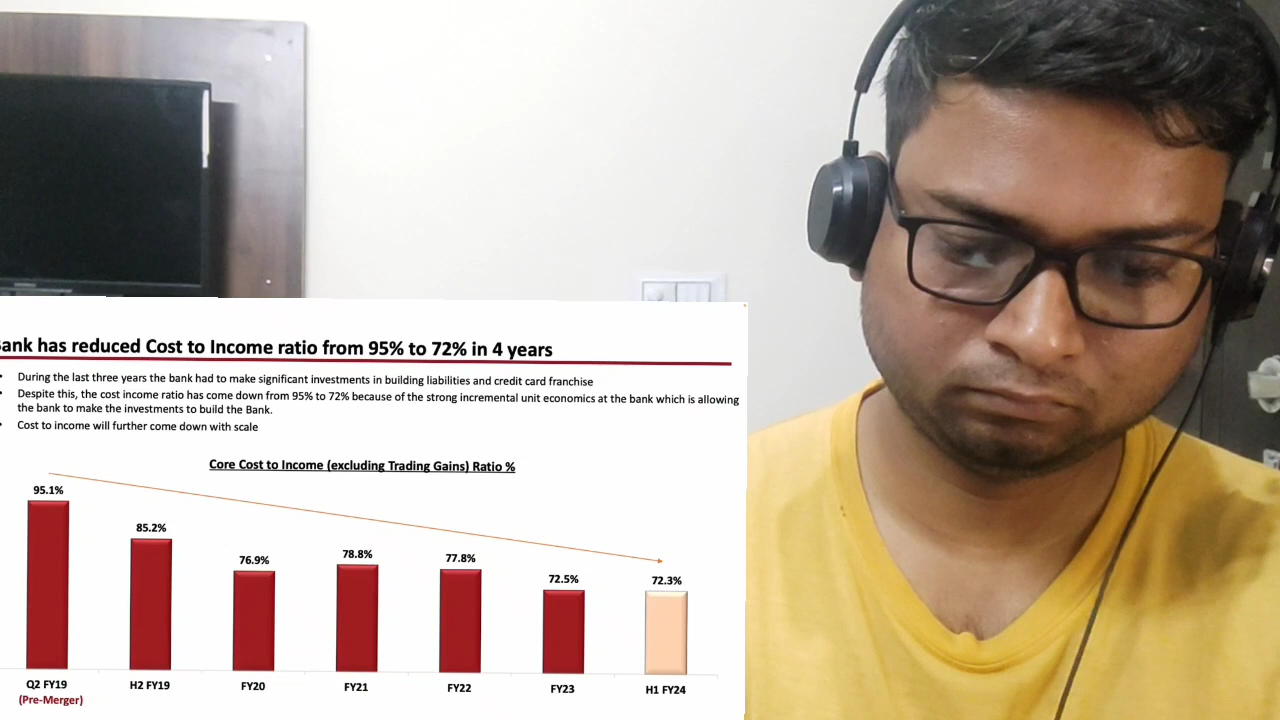 Bank has reduced Cost to Income ratio from 95% to 72% in 4 years
During the last three years the bank had to make significant investments in building liabilities and credit card franchise
Despite this, the cost income ratio has come down from 95% to 72% because of the strong incremental unit economics at the bank which is allowing
the bank to make the investments to build the Bank.
Cost to income will further come down with scale
Core Cost to Income (excluding Trading Gains) Ratio %
95.1%
85.2%
76.9%
78.8%
77.8%
72.5%
72.3%
Q2 FY19
(Pre-Merger)
H2 FY19
FY20
FY21
FY22
FY23
H1 FY24